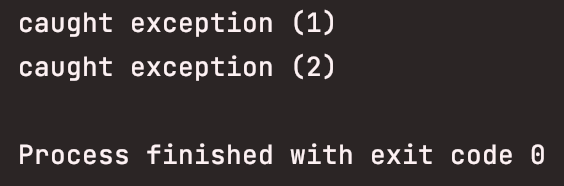 caught exception (1)
caught exception (2)
Process finished with exit code 0